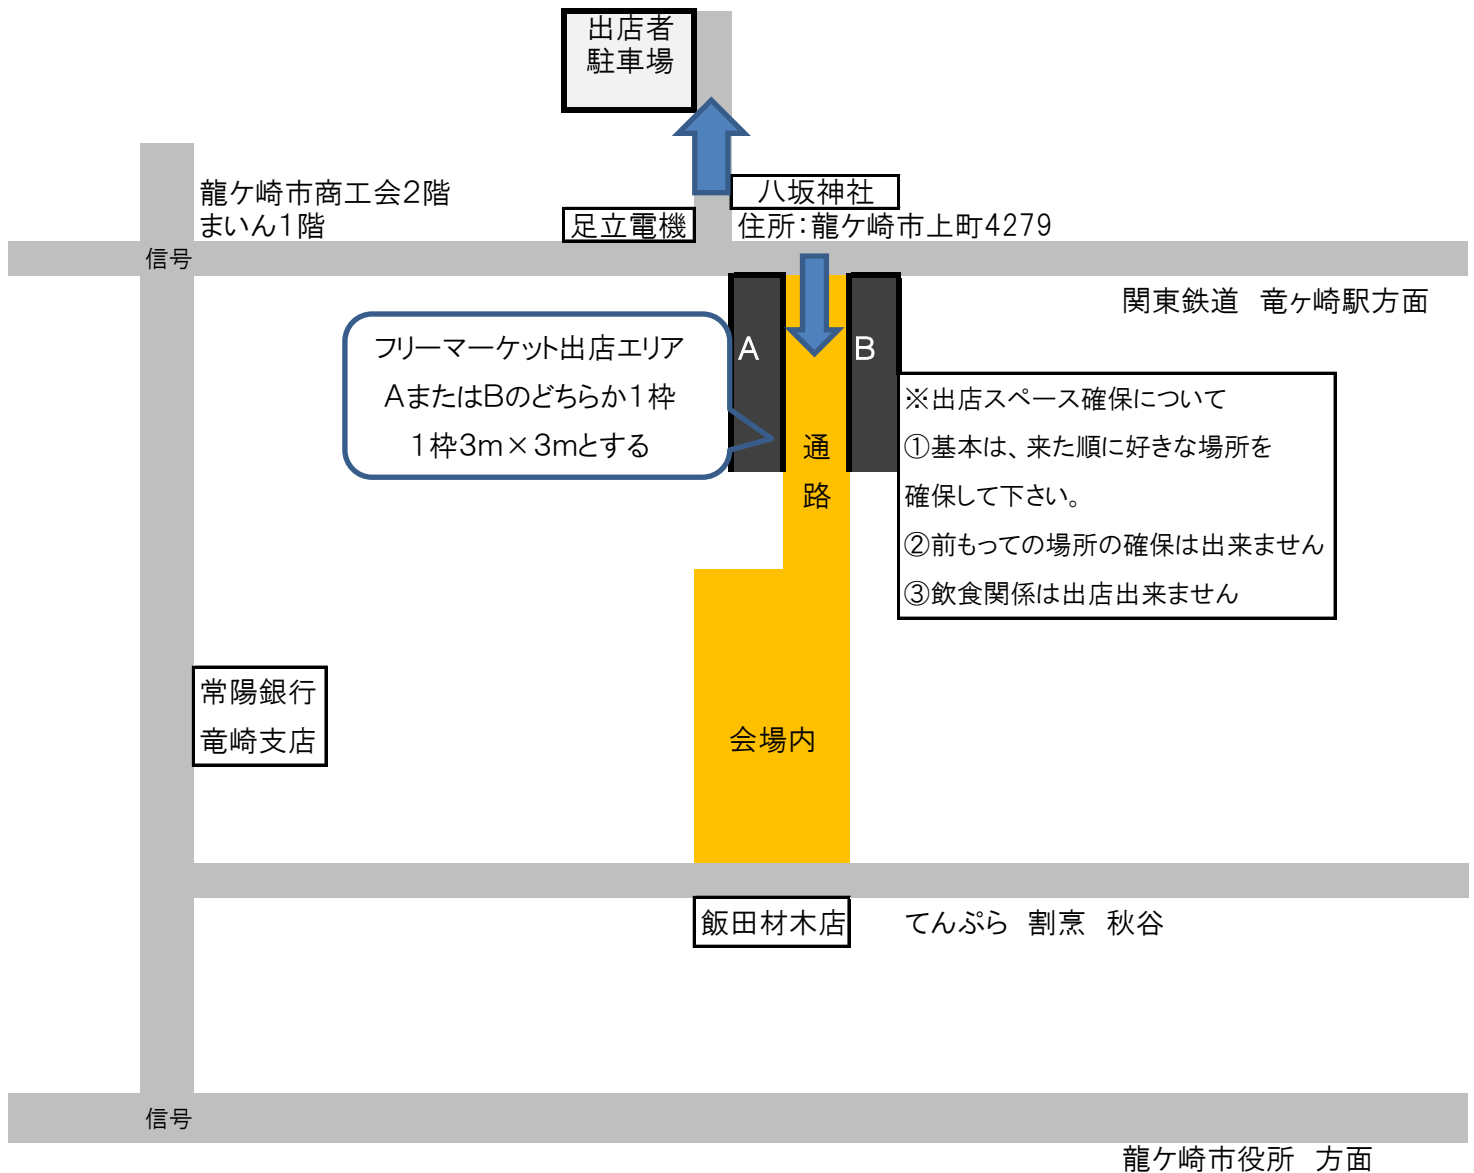 出店者
駐車場
龍ケ崎市商工会2階
まいん1階
八坂神社
足立電機
住所：龍ケ崎市上町4279
信号
関東鉄道　竜ヶ崎駅方面
フリーマーケット出店エリア
AまたはBのどちらか1枠
1枠3m×3mとする
A
B
通
路
※出店スペース確保について
①基本は、来た順に好きな場所を
確保して下さい。
②前もっての場所の確保は出来ません
③飲食関係は出店出来ません
常陽銀行
竜崎支店
会場内
飯田材木店
てんぷら　割烹　秋谷
信号
龍ケ崎市役所　方面